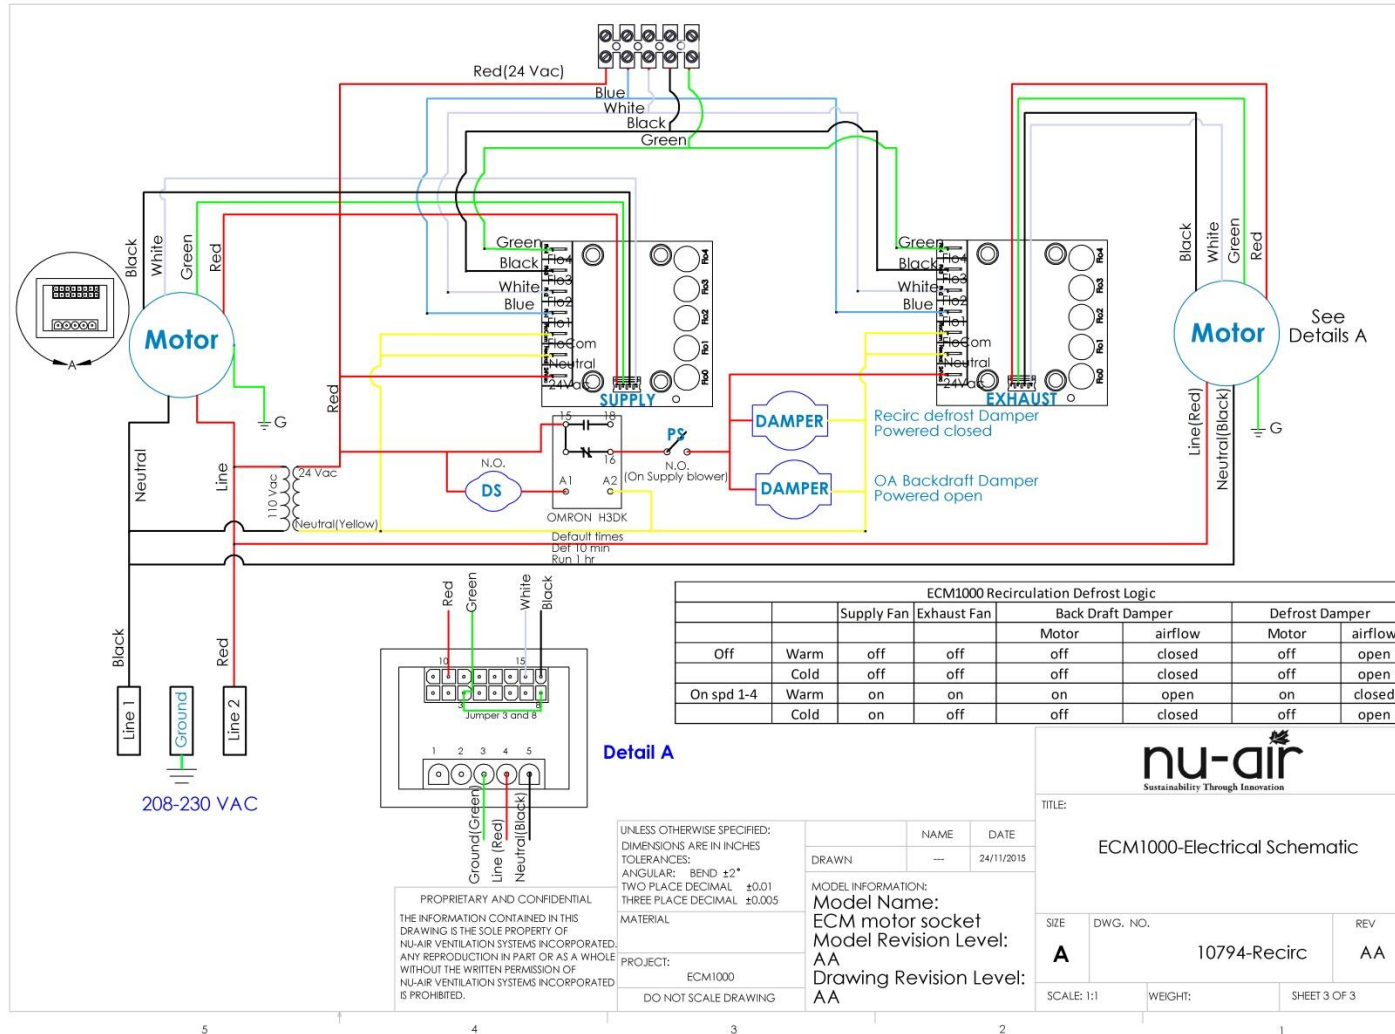 Red(24 Vac)
Blue
White
Black
Green
Black
White
Green
Red
Green
Black
White
Blue
Flo4
Flo3
Flo2
Flo1
FloCom
Neutral
24Vac
Flo4
Flo3
Flo2
Flo1
Flo0
SUPPLY
Green
Black
White
Blue
Flo4
Flo3
Flo2
Flo1
FloCom
Neutral
24Vac
Flo4
Flo3
Flo2
Flo1
Flo0
EXHAUST
Black
White
Green
Red
Motor
A
G
Motor
See
Details A
G
Line(Red)
Neutral(Black)
Red
Neutral
Line
110 Vac
24 Vac
Neutral(Yellow)
N.O.
DS
15
18
16
A1
A2
OMRON H3DK
Default times
Def 10 min
Run 1 hr
PS
N.O.
(On Supply blower)
DAMPER
Recirc defrost Damper
Powered closed
DAMPER
OA Backdraft Damper
Powered open
Black
Red
Line 1
Ground
Line 2
208-230 VAC
Red
Green
White
Black
10
15
3
8
Jumper 3 and 8
1 2 3 4 5
Ground(Green)
Line (Red)
Neutral(Black)
Detail A
ECM1000 Recirculation Defrost Logic
Supply Fan Exhaust Fan Back Draft Damper Defrost Damper
Motor airflow Motor airflow
Off Warm off off off closed off open
Cold off off off closed off open
On spd 1-4 Warm on on on open on closed
Cold on off off closed off open
PROPRIETARY AND CONFIDENTIAL
THE INFORMATION CONTAINED IN THIS
DRAWING IS THE SOLE PROPERTY OF
NU-AIR VENTILATION SYSTEMS INCORPORATED.
ANY REPRODUCTION IN PART OR AS A WHOLE
WITHOUT THE WRITTEN PERMISSION OF
NU-AIR VENTILATION SYSTEMS INCORPORATED
IS PROHIBITED.
UNLESS OTHERWISE SPECIFIED:
DIMENSIONS ARE IN INCHES
TOLERANCES:
ANGULAR: BEND ±2°
TWO PLACE DECIMAL ±0.01
THREE PLACE DECIMAL ±0.005
MATERIAL
PROJECT:
ECM1000
DO NOT SCALE DRAWING
NAME DATE
DRAWN --- 24/11/2015
MODEL INFORMATION:
Model Name:
ECM motor socket
Model Revision Level:
AA
Drawing Revision Level:
AA
nu-air
Sustainability Through Innovation
TITLE:
ECM1000-Electrical Schematic
SIZE DWG. NO. REV
A 10794-Recirc AA
SCALE: 1:1 WEIGHT: SHEET 3 OF 3
5 4 3 2 1